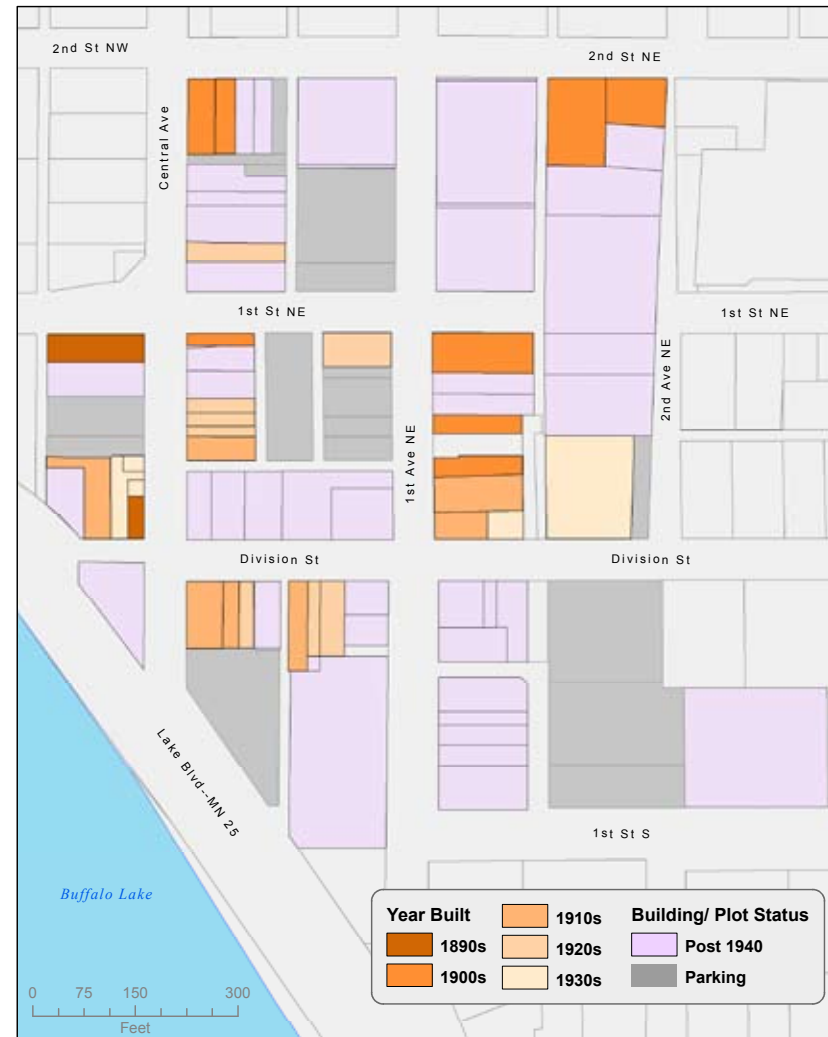 2nd St NW
2nd St NE
Central Ave
1st St NE
1st St NE
2nd Ave NE
1st Ave NE
Division St
Division St
Lake Blvd--MN 25
1st St S
Buffalo Lake
Year Built
1890s
1900s
1910s
1920s
1930s
Building/ Plot Status
Post 1940
Parking
0 75 150 300
Feet